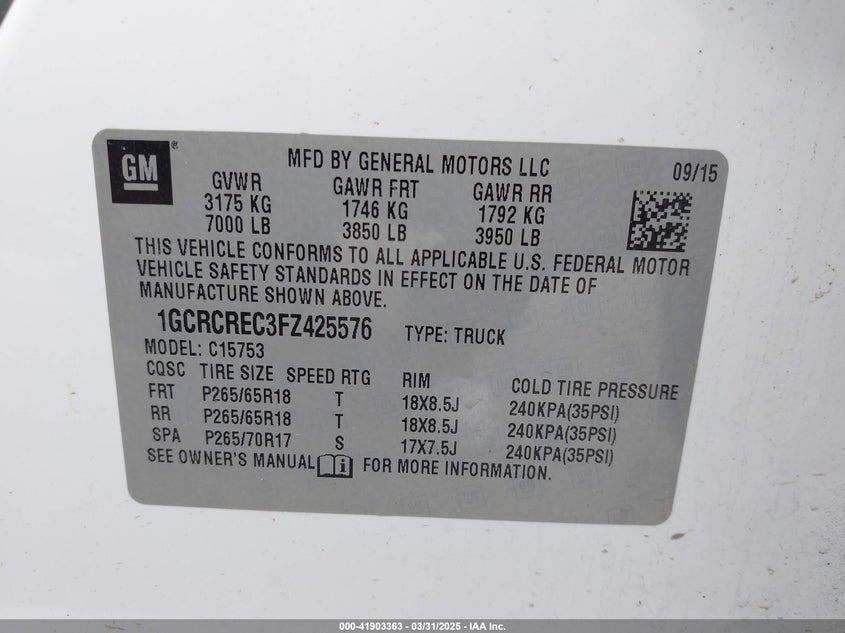 GM®
MFD BY GENERAL MOTORS LLC
09/15
GVWR GAWR FRT GAWR RR
3175 KG 1746 KG 1792 KG
7000 LB 3850 LB 3950 LB
THIS VEHICLE CONFORMS TO ALL APPLICABLE U.S. FEDERAL MOTOR
VEHICLE SAFETY STANDARDS IN EFFECT ON THE DATE OF
MANUFACTURE SHOWN ABOVE.
1GCRCREC3FZ425576 TYPE: TRUCK
MODEL: C15753
CQSC TIRE SIZE SPEED RTG RIM COLD TIRE PRESSURE
FRT P265/65R18 T 18X8.5J 240KPA(35PSI)
RR P265/65R18 T 18X8.5J 240KPA(35PSI)
SPA P265/70R17 S 17X7.5J 240KPA(35PSI)
SEE OWNER'S MANUAL FOR MORE INFORMATION.
000-41903363 - 03/31/2025 - IAA Inc.